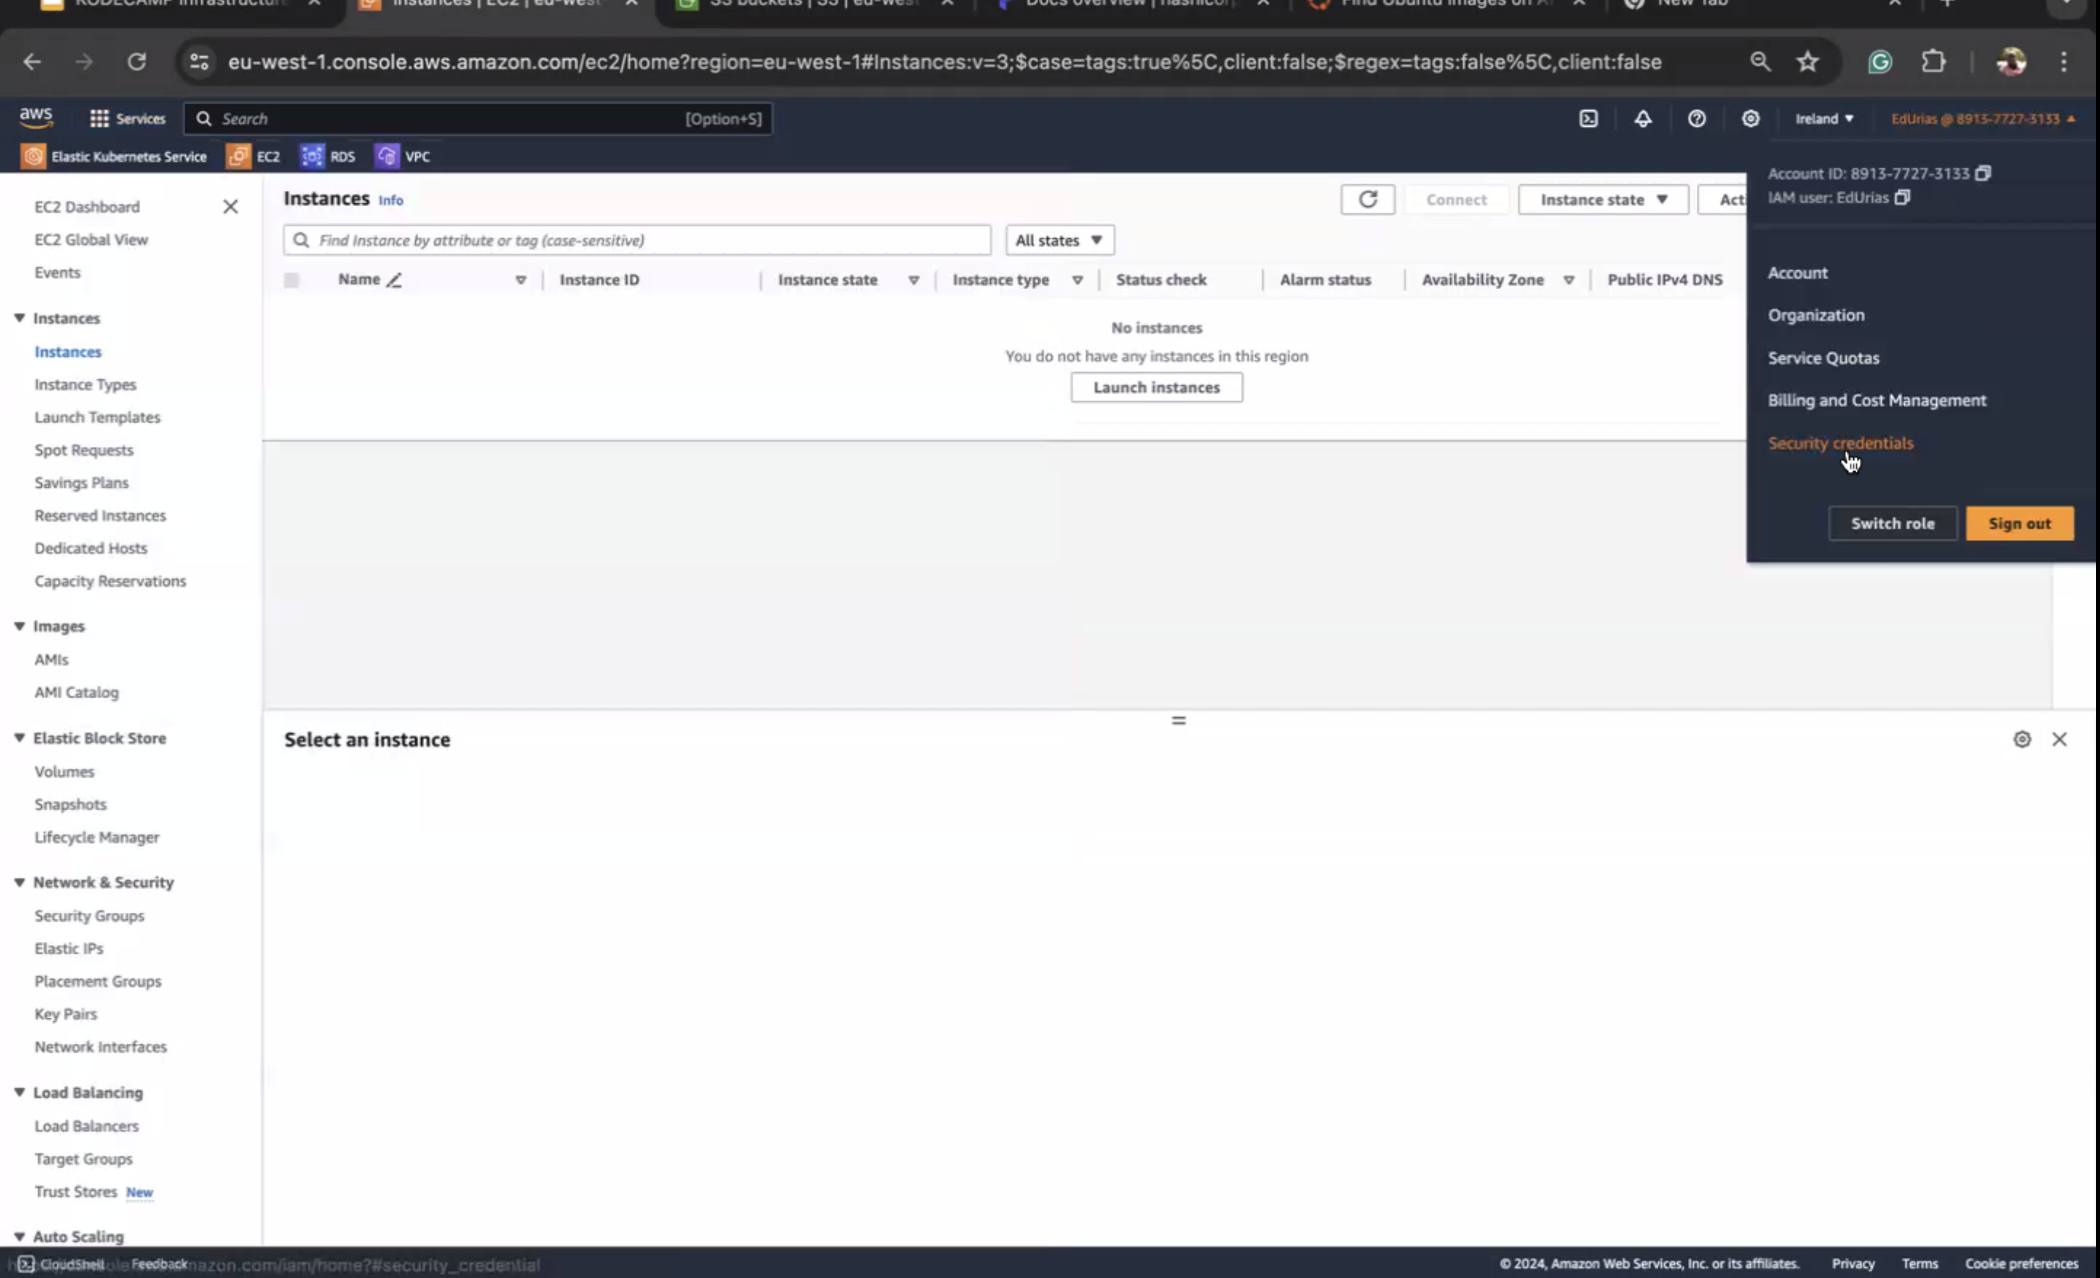 KODECAMP Infrastructure
Instances | EC2 | eu-west-
S3 buckets | S3 | eu-west-
Docs overview | hashicor
Find Ubuntu Images on A
New Tab
eu-west-1.console.aws.amazon.com/ec2/home?region=eu-west-1#Instances:v=3;$case=tags:true%5C,client:false;$regex=tags:false%5C,client:false
aws
Services
Search
[Option+S]
Ireland
EdUrias @ 8913-7727-3133
Elastic Kubernetes Service
EC2
RDS
VPC
Account ID: 8913-7727-3133
IAM user: EdUrias
Account
Organization
Service Quotas
Billing and Cost Management
Security credentials
Switch role
Sign out
EC2 Dashboard
EC2 Global View
Events
Instances
Instances
Instance Types
Launch Templates
Spot Requests
Savings Plans
Reserved Instances
Dedicated Hosts
Capacity Reservations
Images
AMIs
AMI Catalog
Elastic Block Store
Volumes
Snapshots
Lifecycle Manager
Network & Security
Security Groups
Elastic IPs
Placement Groups
Key Pairs
Network Interfaces
Load Balancing
Load Balancers
Target Groups
Trust Stores New
Auto Scaling
Instances Info
Connect
Instance state
Acti
Find Instance by attribute or tag (case-sensitive)
All states
Name
Instance ID
Instance state
Instance type
Status check
Alarm status
Availability Zone
Public IPv4 DNS
No instances
You do not have any instances in this region
Launch instances
Select an instance
CloudShell
Feedback
amazon.com/iam/home?#security_credential
© 2024, Amazon Web Services, Inc. or its affiliates.
Privacy
Terms
Cookie preferences